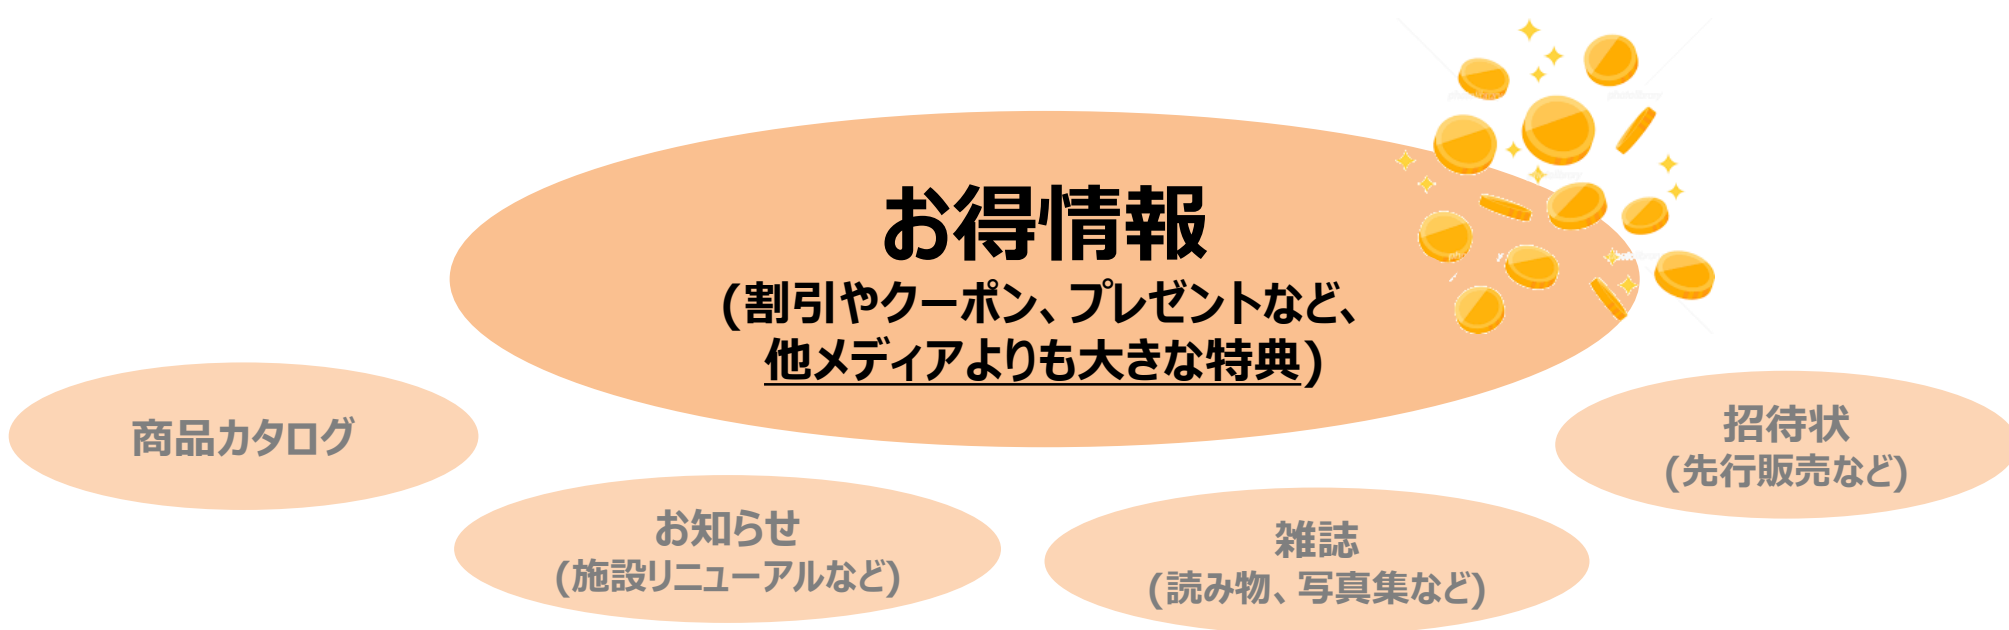 お得情報
(割引やクーポン、プレゼントなど、
他メディアよりも大きな特典)
商品カタログ
お知らせ
(施設リニューアルなど)
雑誌
(読み物、写真集など)
招待状
(先行販売など)